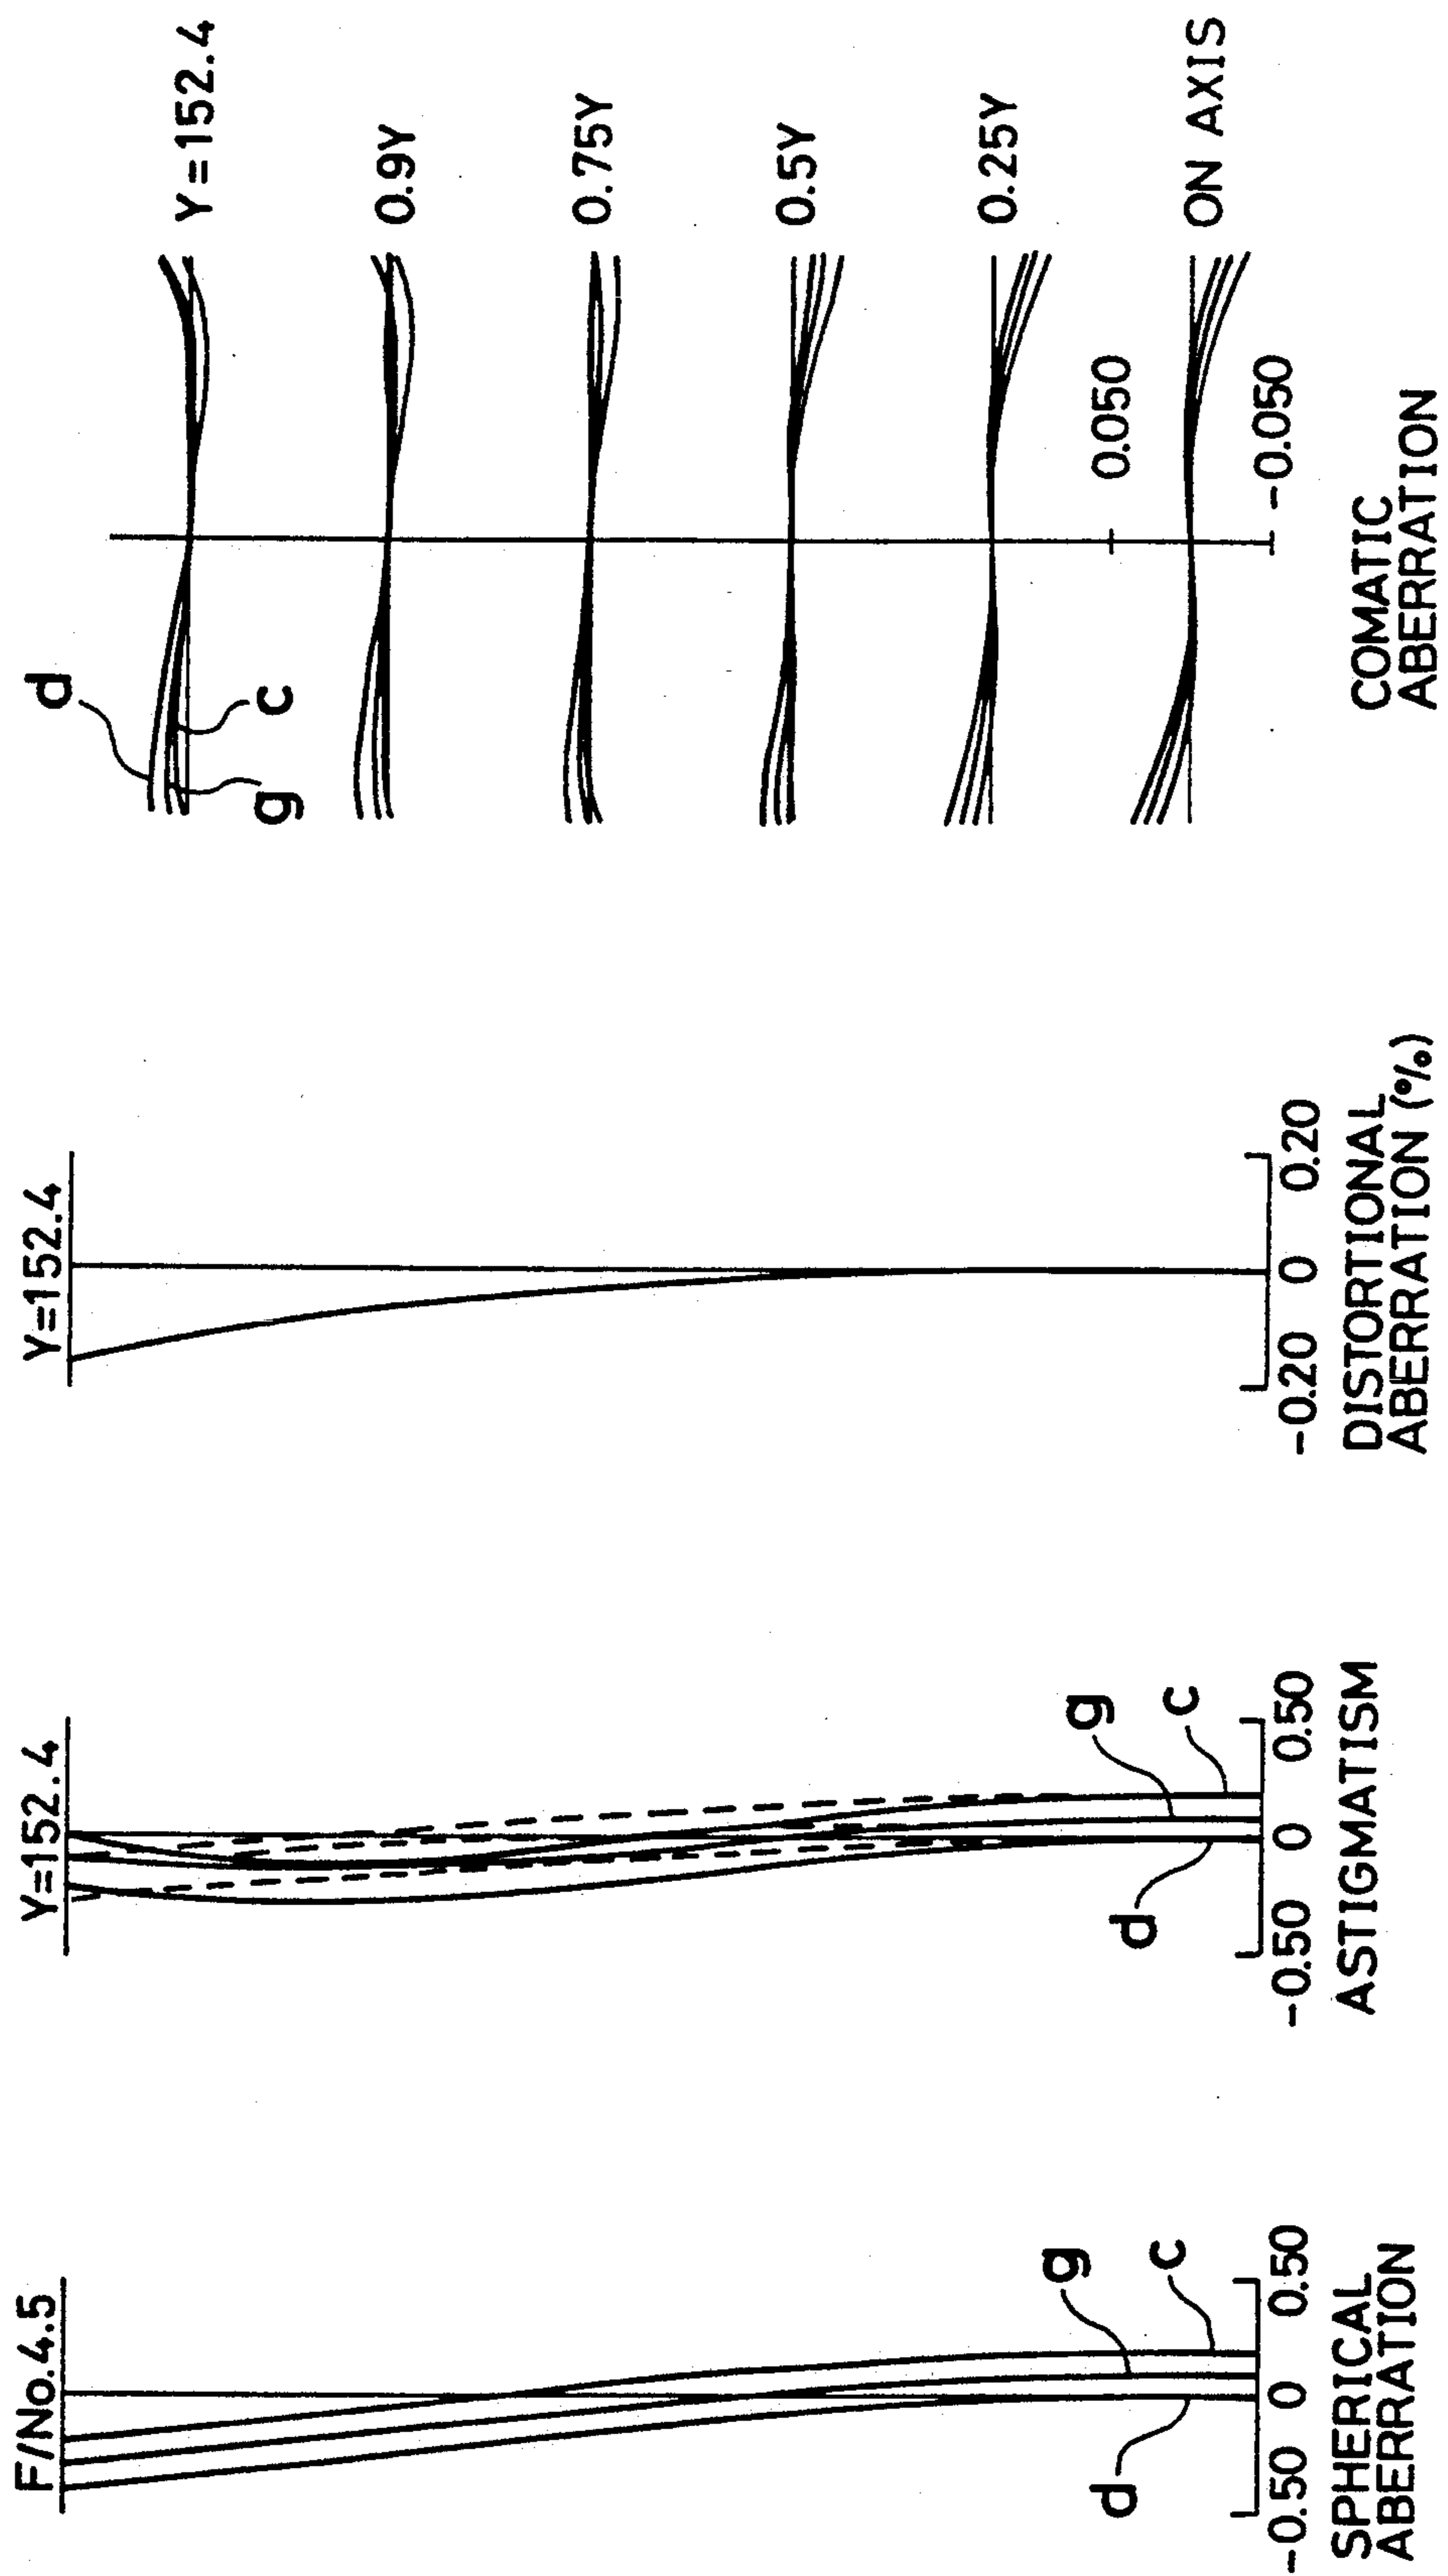 F/No.4.5
g
c
d
-0.50
0
0.50
SPHERICAL
ABERRATION
Y=152.4
g
c
d
-0.50
0
0.50
ASTIGMATISM
Y=152.4
-0.20
0
0.20
DISTORTIONAL
ABERRATION (%)
d
g
c
Y=152.4
0.9Y
0.75Y
0.5Y
0.25Y
ON AXIS
0.050
-0.050
COMATIC
ABERRATION